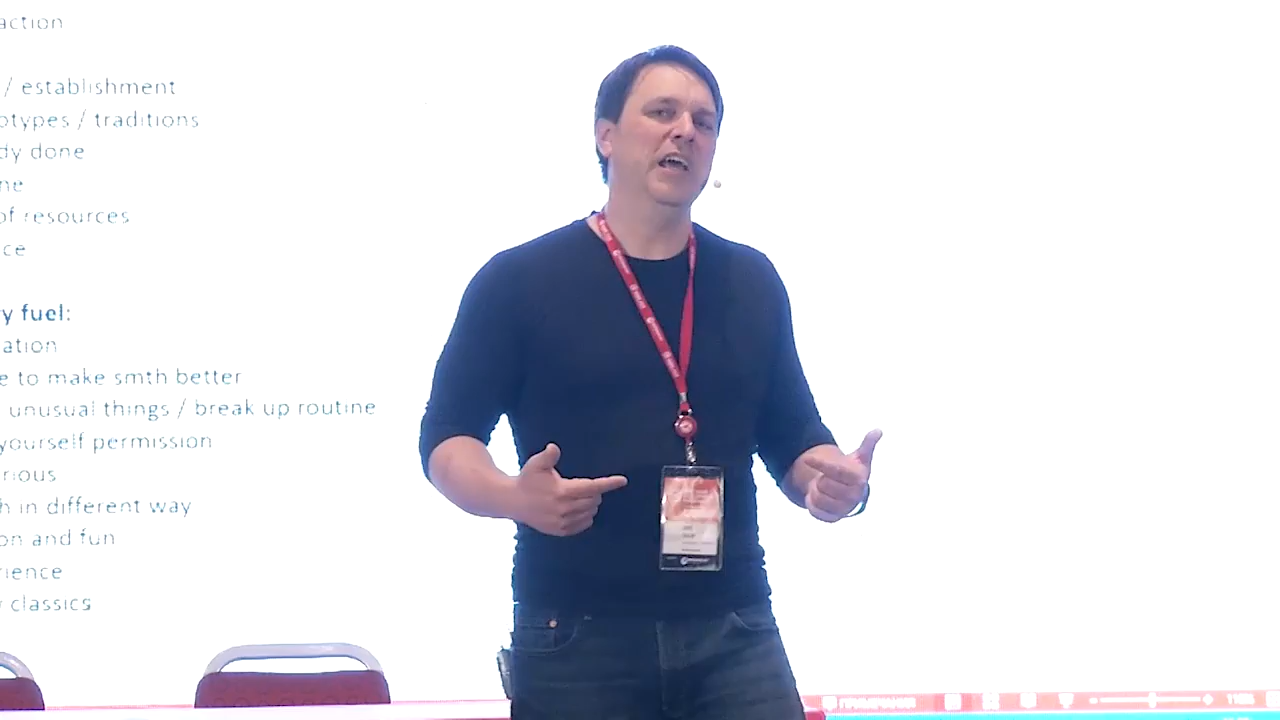 action
/ establishment
otypes / traditions
dy done
ne
of resources
ce
y fuel:
ation
e to make smth better
unusual things / break up routine
yourself permission
rious
h in different way
on and fun
rience
classics